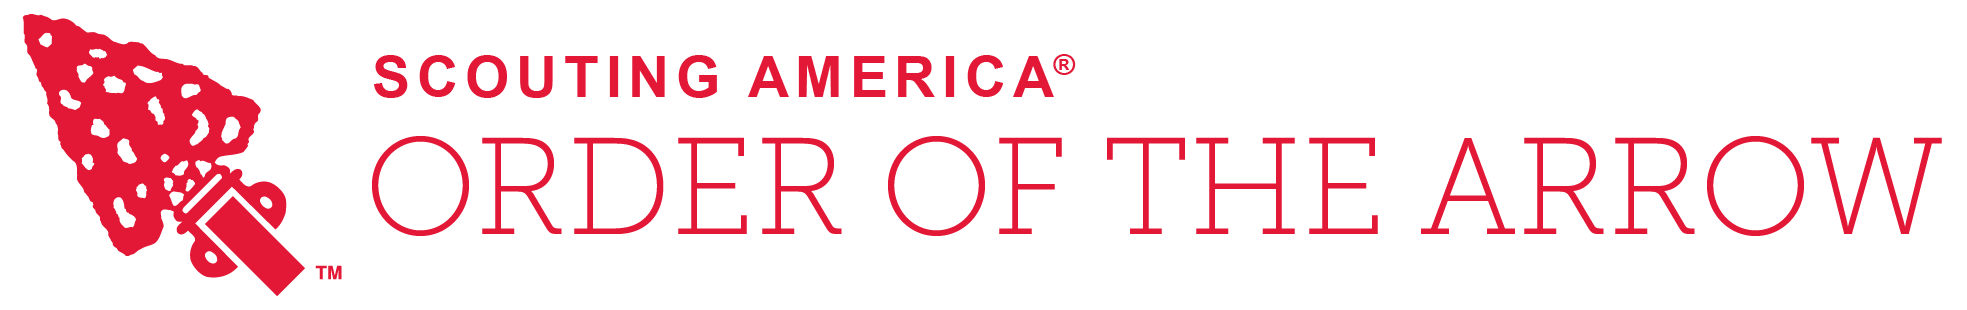 SCOUTING AMERICA®
ORDER OF THE ARROW
™